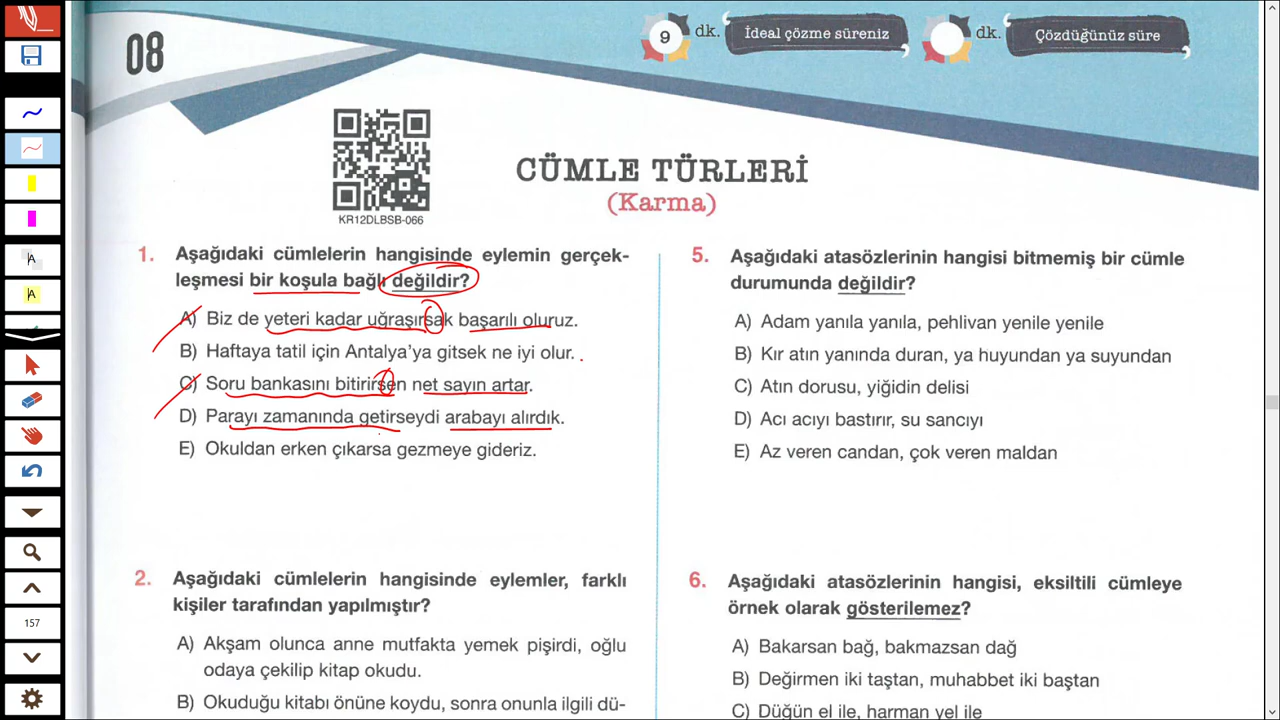 08
9 dk. İdeal çözme süreniz
dk. Çözdüğünüz süre
KR12DLBSB-066
CÜMLE TÜRLERİ
(Karma)
1. Aşağıdaki cümlelerin hangisinde eylemin gerçek-
leşmesi bir koşula bağlı değildir?
A) Biz de yeteri kadar uğraşırsak başarılı oluruz.
B) Haftaya tatil için Antalya'ya gitsek ne iyi olur.
C) Soru bankasını bitirirsen net sayın artar.
D) Parayı zamanında getirseydi arabayı alırdık.
E) Okuldan erken çıkarsa gezmeye gideriz.
2. Aşağıdaki cümlelerin hangisinde eylemler, farklı
kişiler tarafından yapılmıştır?
A) Akşam olunca anne mutfakta yemek pişirdi, oğlu
odaya çekilip kitap okudu.
B) Okuduğu kitabı önüne koydu, sonra onunla ilgili dü-
5. Aşağıdaki atasözlerinin hangisi bitmemiş bir cümle
durumunda değildir?
A) Adam yanıla yanıla, pehlivan yenile yenile
B) Kır atın yanında duran, ya huyundan ya suyundan
C) Atın dorusu, yiğidin delisi
D) Acı acıyı bastırır, su sancıyı
E) Az veren candan, çok veren maldan
6. Aşağıdaki atasözlerinin hangisi, eksiltili cümleye
örnek olarak gösterilemez?
A) Bakarsan bağ, bakmazsan dağ
B) Değirmen iki taştan, muhabbet iki baştan
C) Düğün el ile, harman yel ile
A
A
157